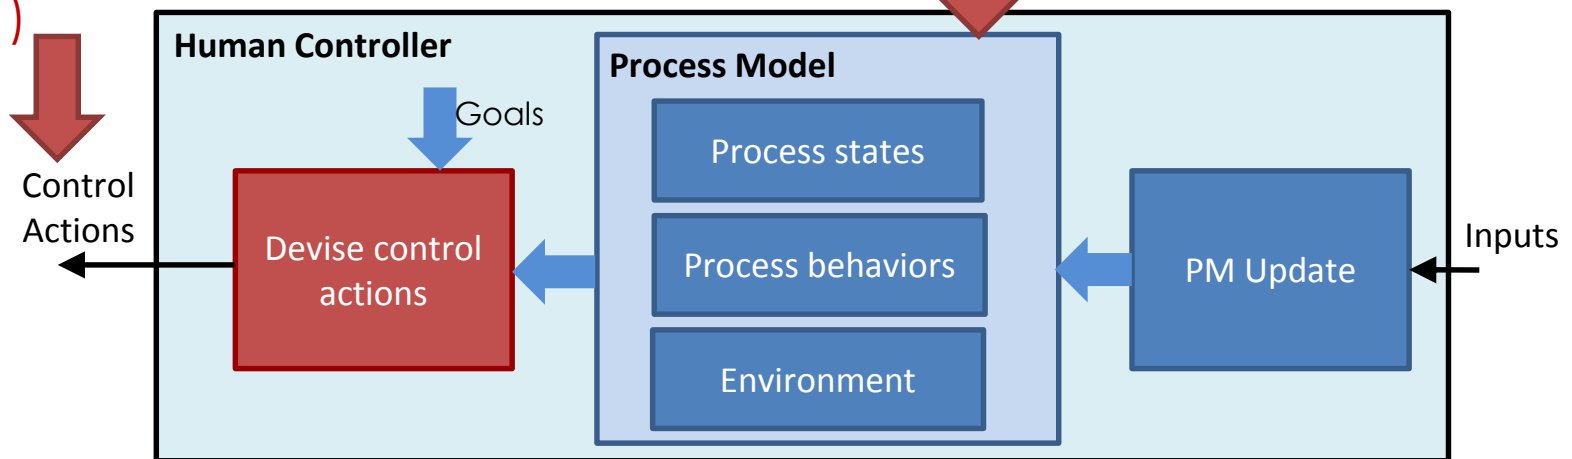 )
Human Controller
Process Model
Goals
Process states
Control
Actions
Devise control
actions
Process behaviors
PM Update
Inputs
Environment